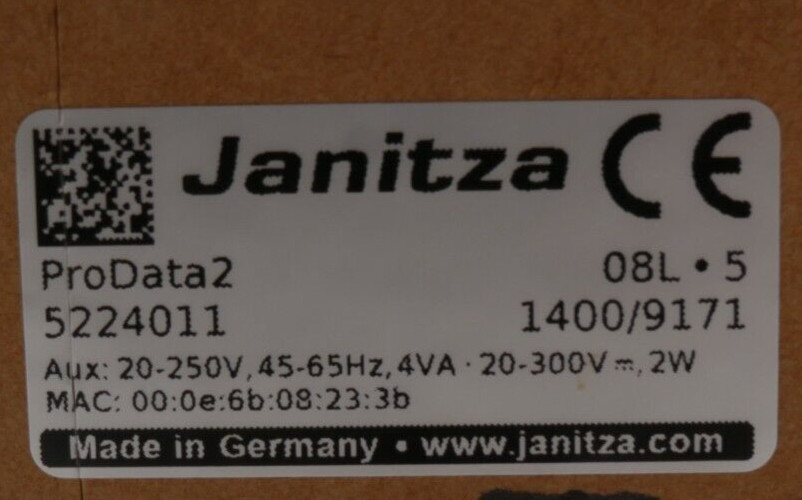 Janitza CE
ProData2 08L • 5
5224011 1400/9171
Aux: 20-250V, 45-65Hz, 4VA · 20-300V ⎓, 2W
MAC: 00:0e:6b:08:23:3b
Made in Germany • www.janitza.com